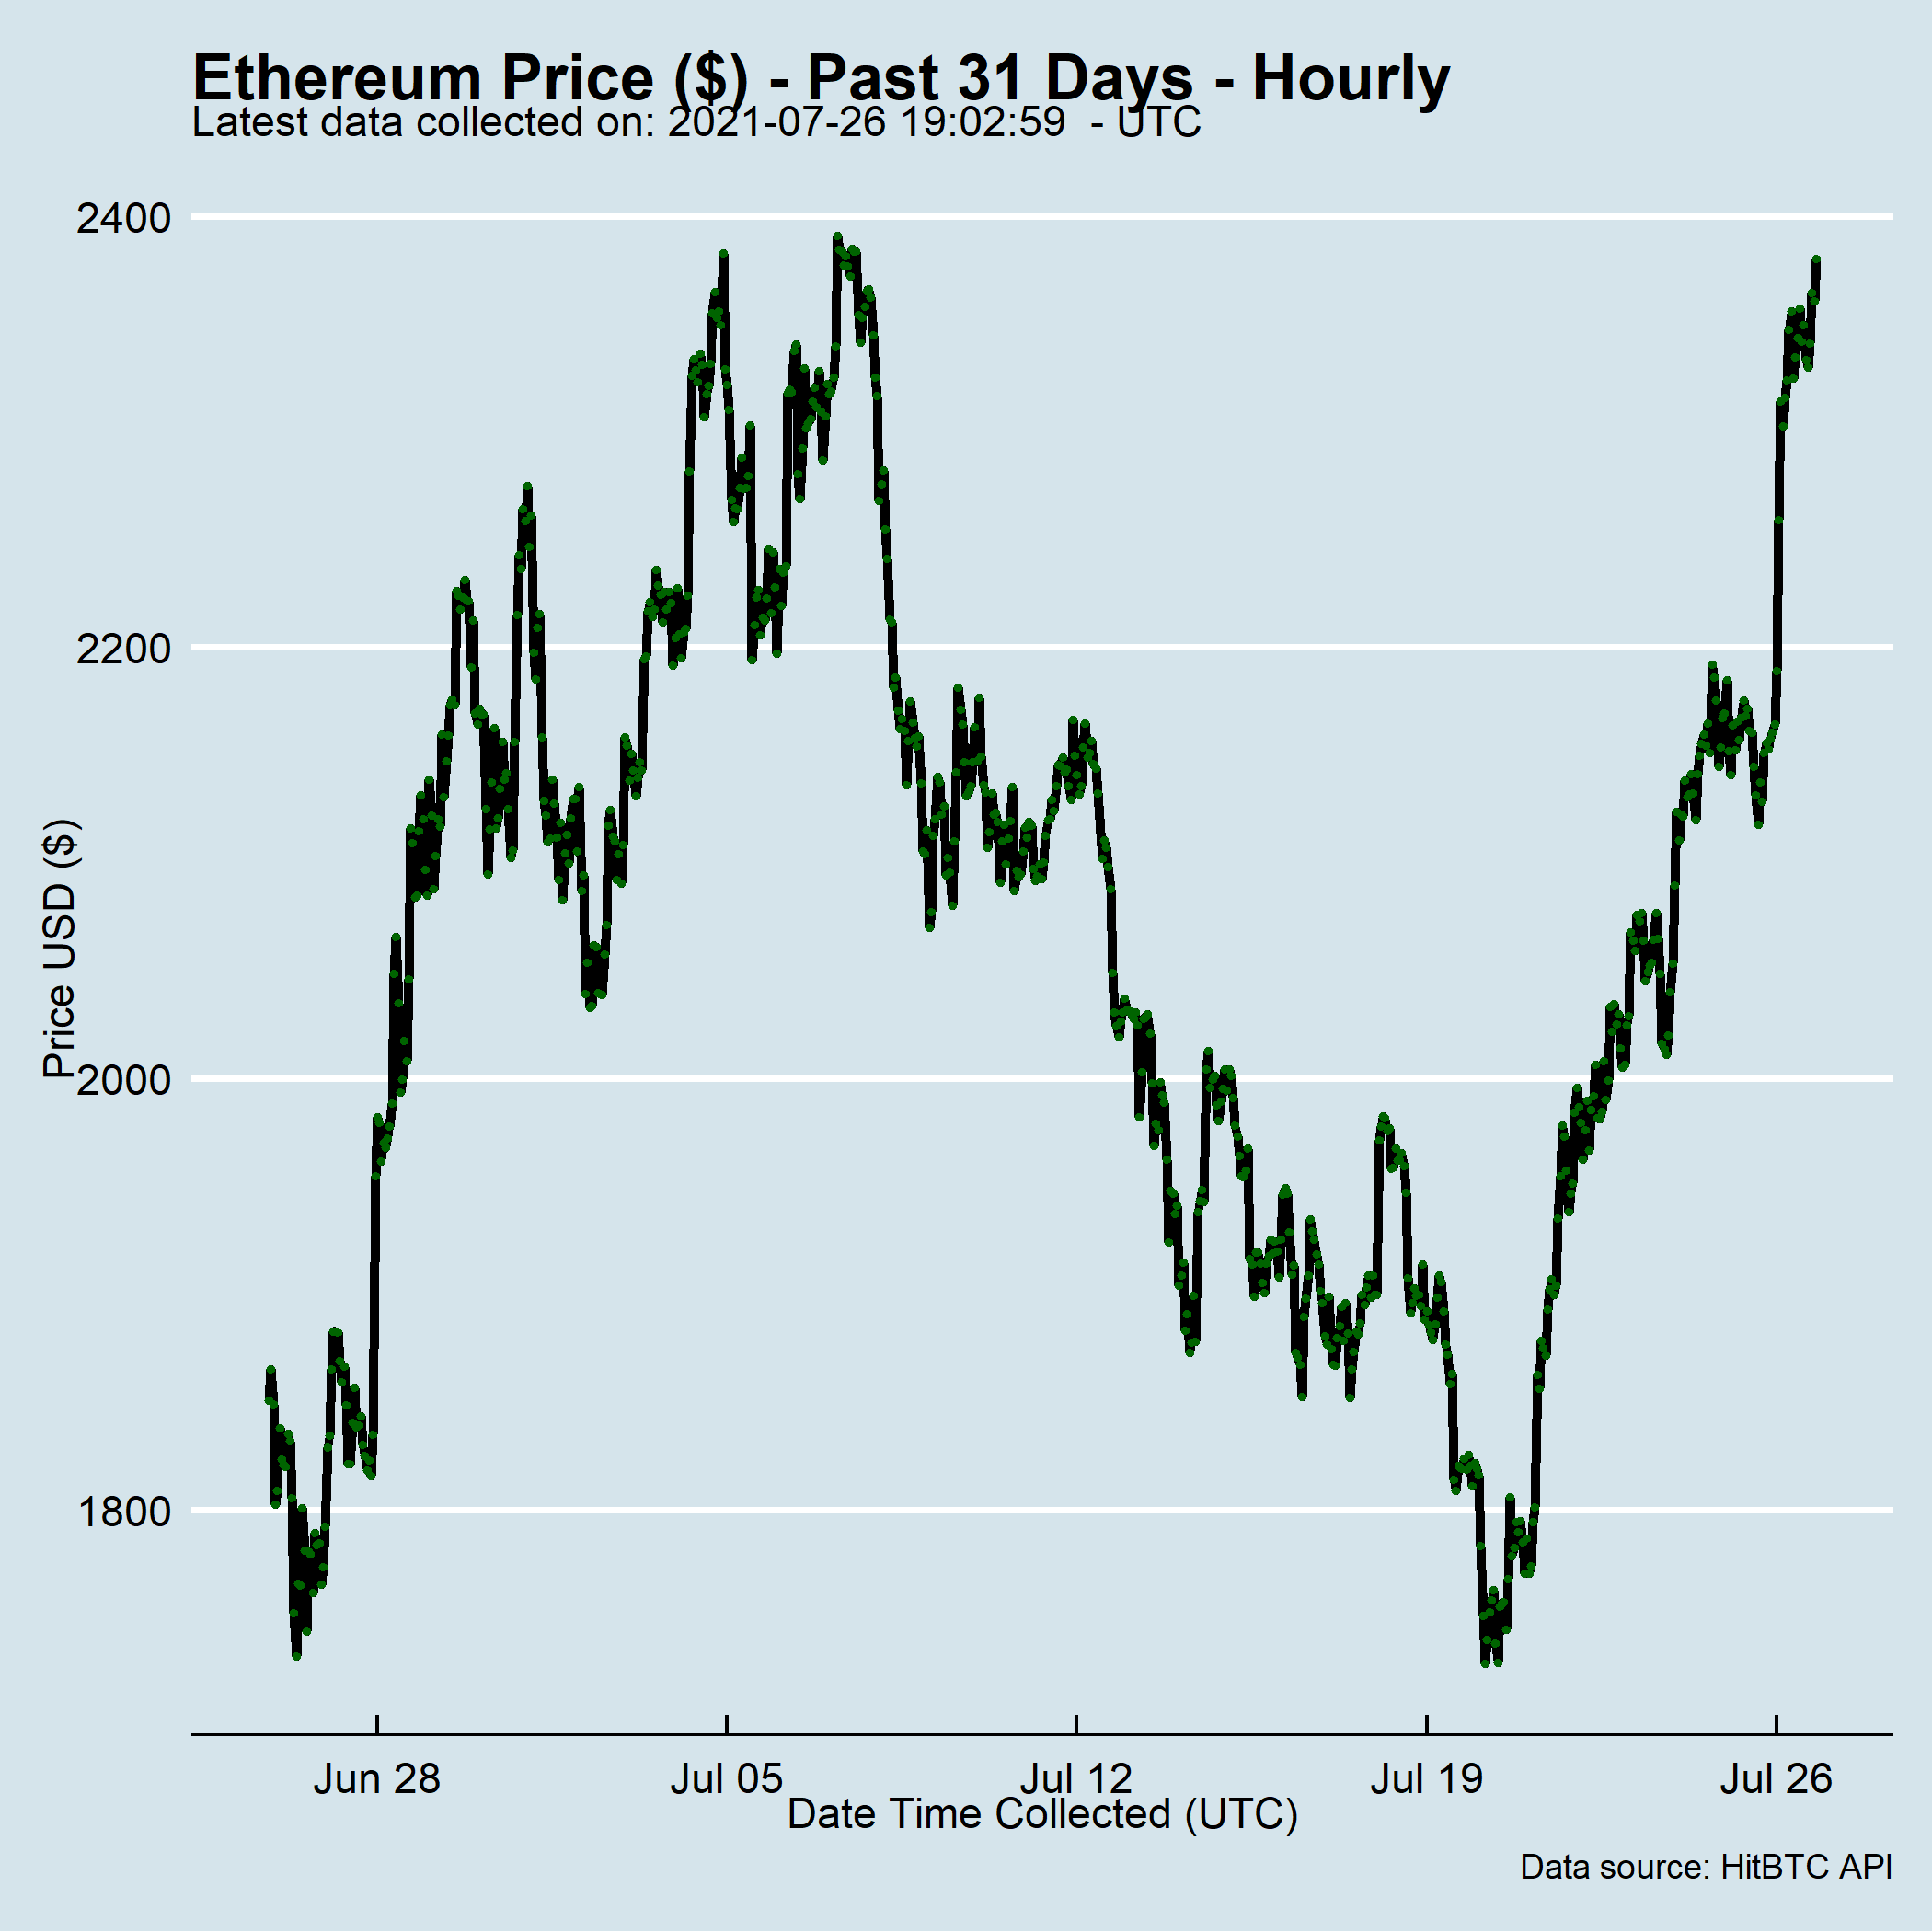 Ethereum Price ($) - Past 31 Days - Hourly
Latest data collected on: 2021-07-26 19:02:59  - UTC
2400
2200
2000
1800
Price USD ($)
Jun 28
Jul 05
Jul 12
Jul 19
Jul 26
Date Time Collected (UTC)
Data source: HitBTC API